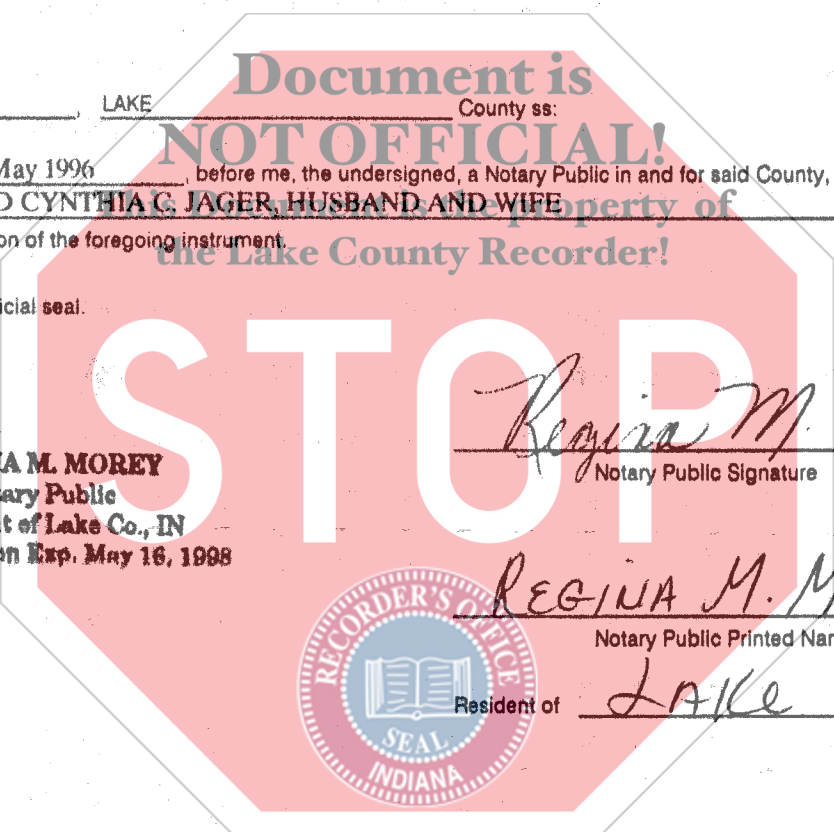 Document is
LAKE County ss:
NOT OFFICIAL!
May 1996, before me, the undersigned, a Notary Public in and for said County,
D CYNTHIA C. JAGER, HUSBAND AND WIFE
This Document is the property of
on of the foregoing instrument.
the Lake County Recorder!
icial seal.
STOP
Regina M.
A M. MOREY
Notary Public Signature
ary Public
t of Lake Co., IN
on Exp. May 16, 1998
REGINA M. M
Notary Public Printed Nam
Resident of LAKE
RECORDER'S OFFICE
SEAL
INDIANA